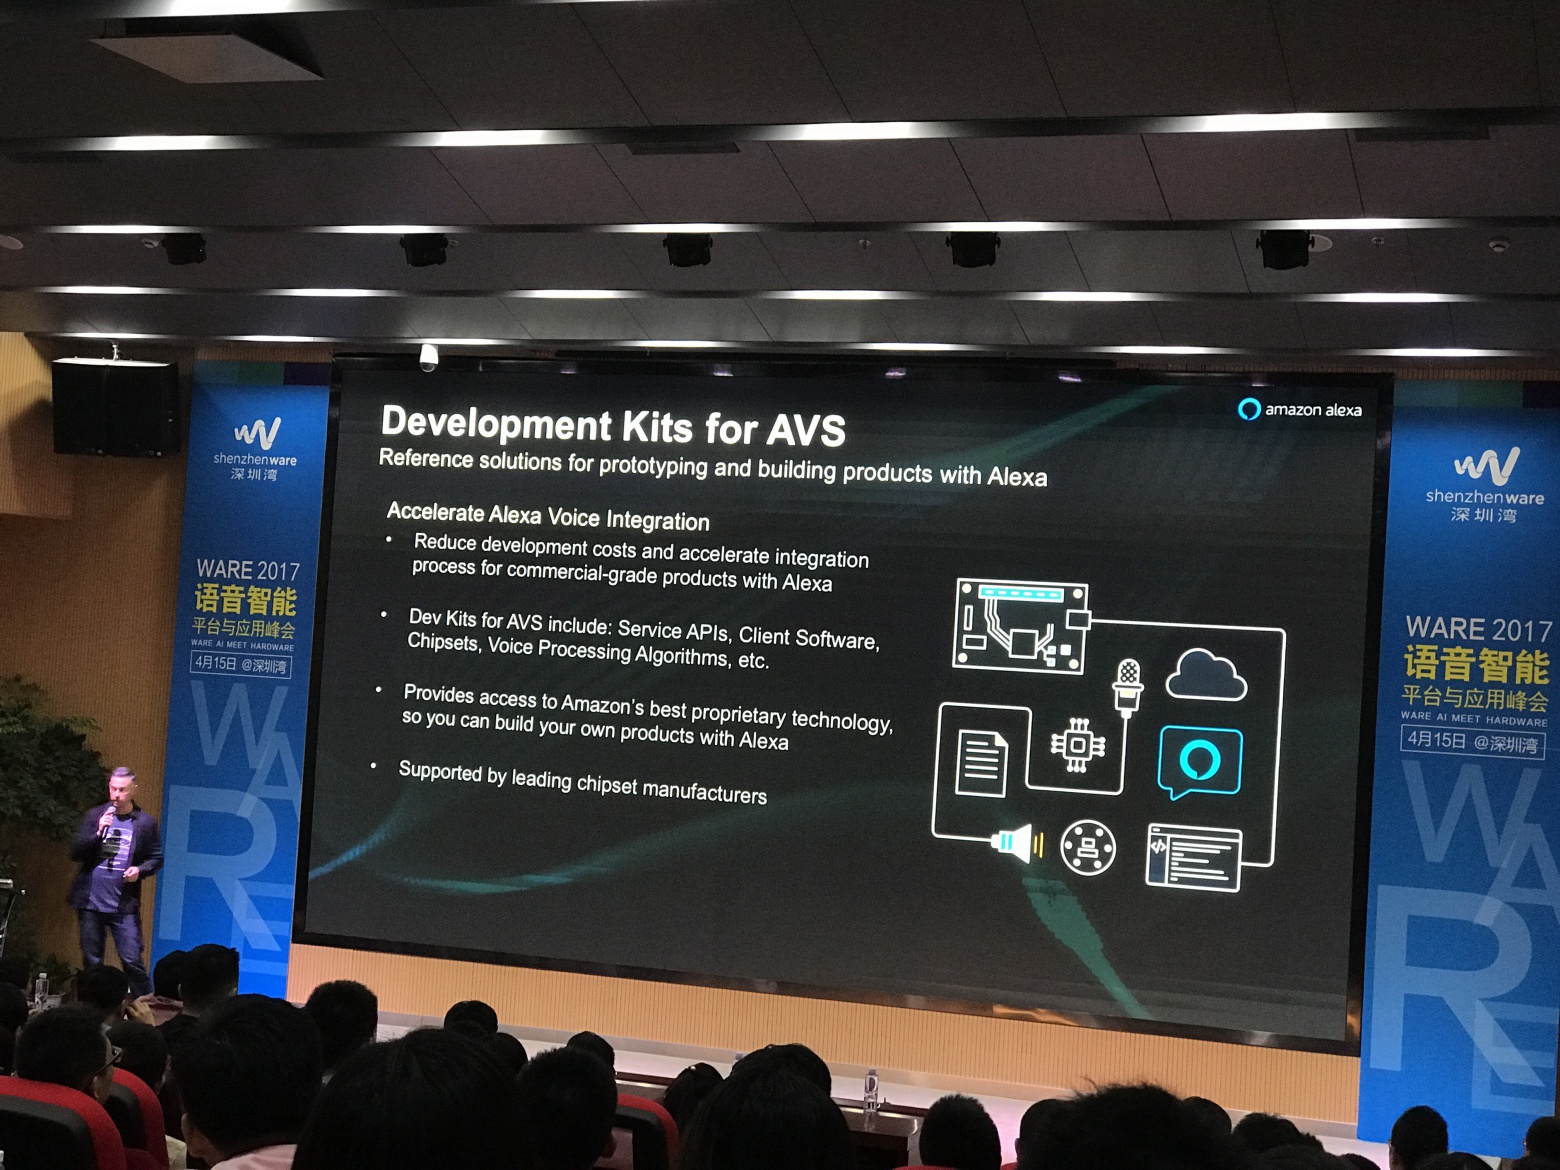 shenzhenware
深圳湾
WARE 2017
语音智能
平台与应用峰会
WARE AI MEET HARDWARE
4月15日 @深圳湾
WARE
Development Kits for AVS
amazon alexa
Reference solutions for prototyping and building products with Alexa
Accelerate Alexa Voice Integration
• Reduce development costs and accelerate integration
process for commercial-grade products with Alexa
• Dev Kits for AVS include: Service APIs, Client Software,
Chipsets, Voice Processing Algorithms, etc.
• Provides access to Amazon's best proprietary technology,
so you can build your own products with Alexa
• Supported by leading chipset manufacturers
</>
shenzhenware
深圳湾
WARE 2017
语音智能
平台与应用峰会
WARE AI MEET HARDWARE
4月15日 @深圳湾
WARE